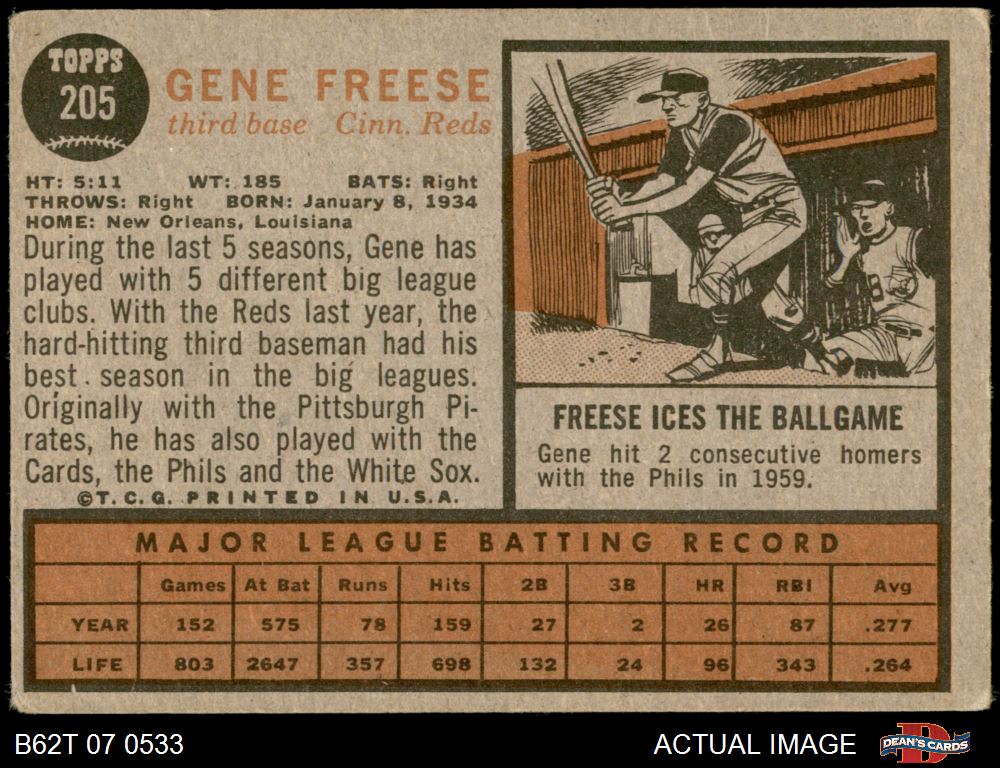 TOPPS
205
GENE FREESE
third base Cinn. Reds
HT: 5:11 WT: 185 BATS: Right
THROWS: Right BORN: January 8, 1934
HOME: New Orleans, Louisiana
During the last 5 seasons, Gene has
played with 5 different big league
clubs. With the Reds last year, the
hard-hitting third baseman had his
best season in the big leagues.
Originally with the Pittsburgh Pi-
rates, he has also played with the
Cards, the Phils and the White Sox.
©T.C.G. PRINTED IN U.S.A.
FREESE ICES THE BALLGAME
Gene hit 2 consecutive homers
with the Phils in 1959.
MAJOR LEAGUE BATTING RECORD
Games At Bat Runs Hits 2B 3B HR RBI Avg
YEAR 152 575 78 159 27 2 26 87 .277
LIFE 803 2647 357 698 132 24 96 343 .264
B62T 07 0533
ACTUAL IMAGE
DEAN'S CARDS